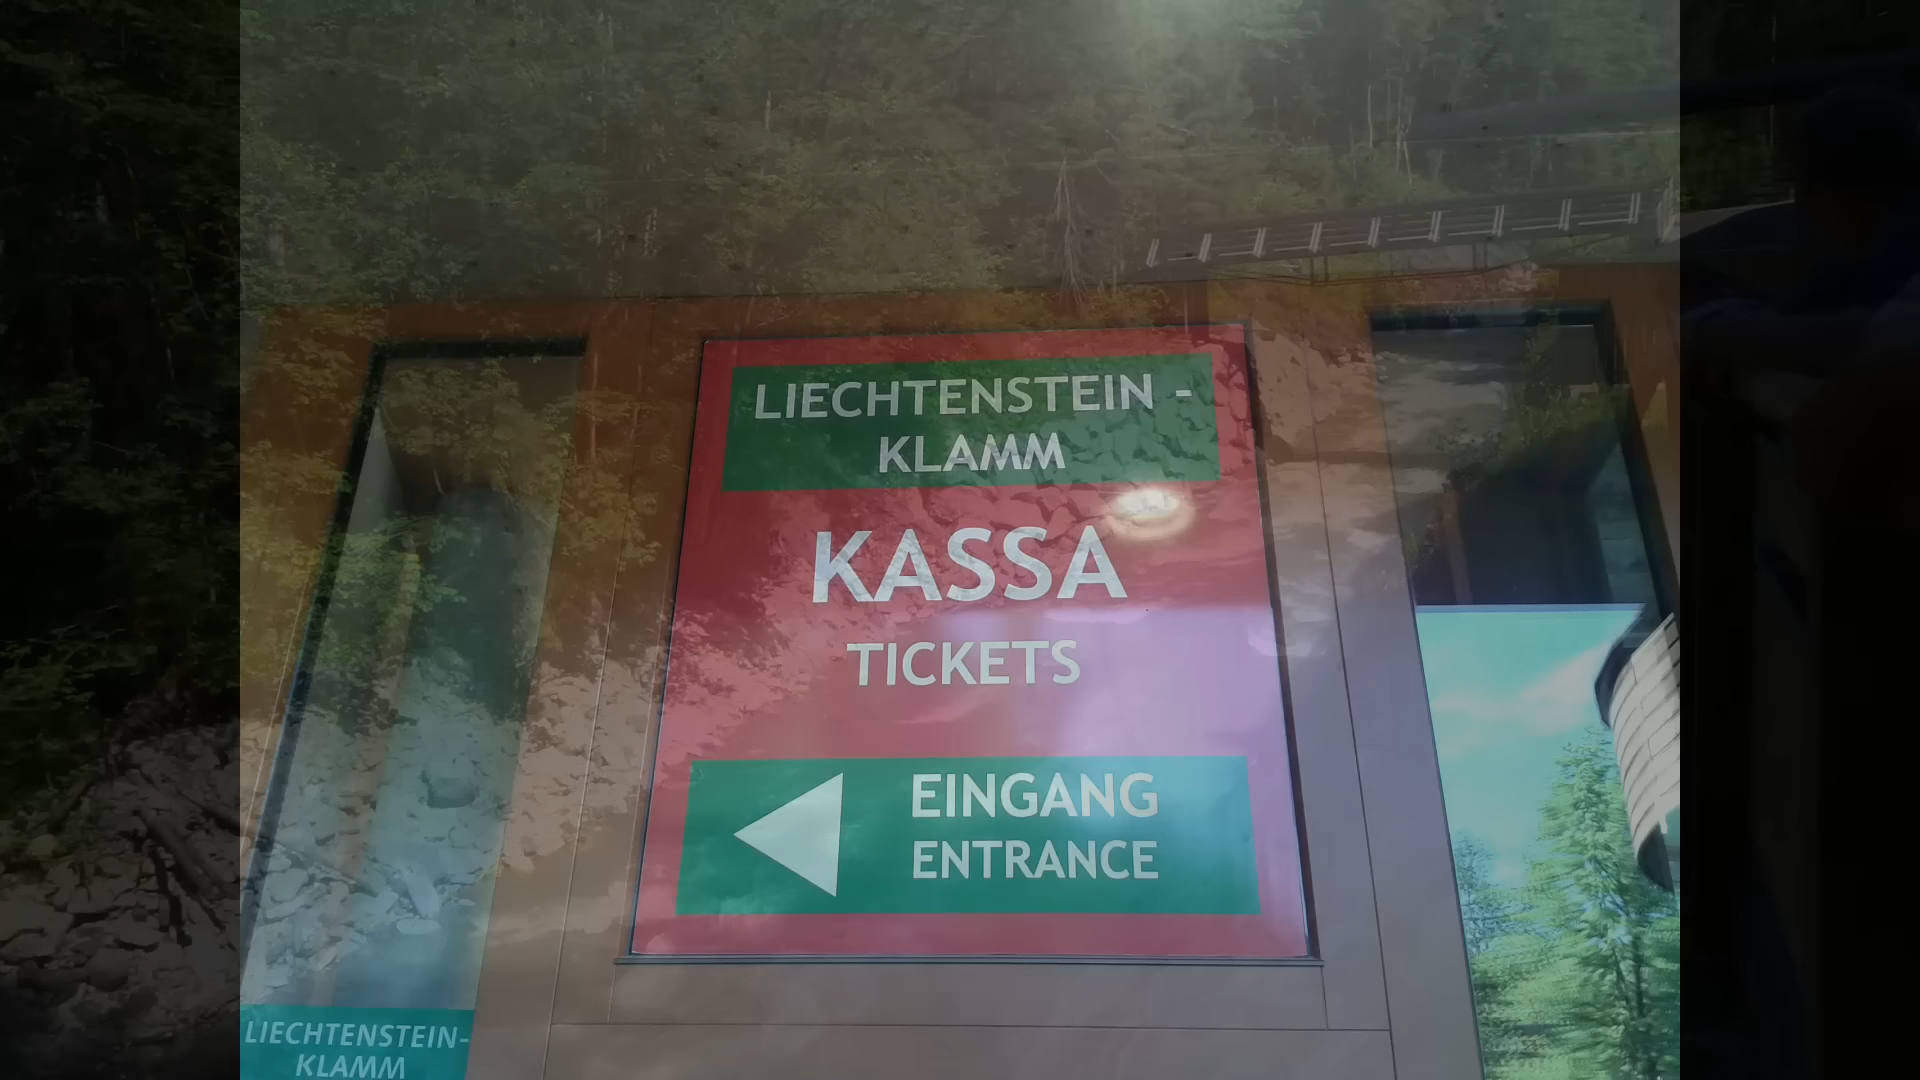 LIECHTENSTEIN -
KLAMM
KASSA
TICKETS
EINGANG
ENTRANCE
LIECHTENSTEIN-
KLAMM